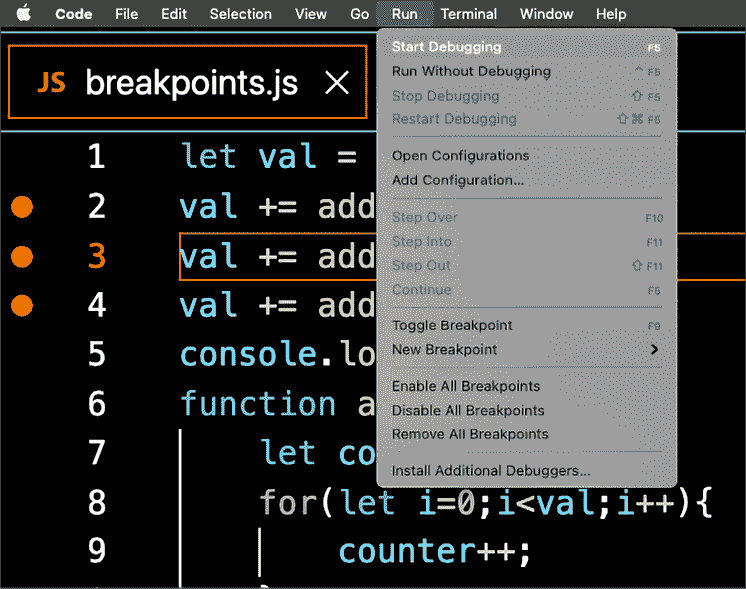 Code File Edit Selection View Go Run Terminal Window Help
JS breakpoints.js
Start Debugging F5
Run Without Debugging ^ F5
Stop Debugging ⇧ F5
Restart Debugging ⇧ ⌘ F5
Open Configurations
Add Configuration...
Step Over F10
Step Into F11
Step Out ⇧ F11
Continue F5
Toggle Breakpoint F9
New Breakpoint
Enable All Breakpoints
Disable All Breakpoints
Remove All Breakpoints
Install Additional Debuggers...
1 let val =
2 val += add
3 val += add
4 val += add
5 console.lo
6 function a
7 let co
8 for(let i=0;i<val;i++){
9 counter++;